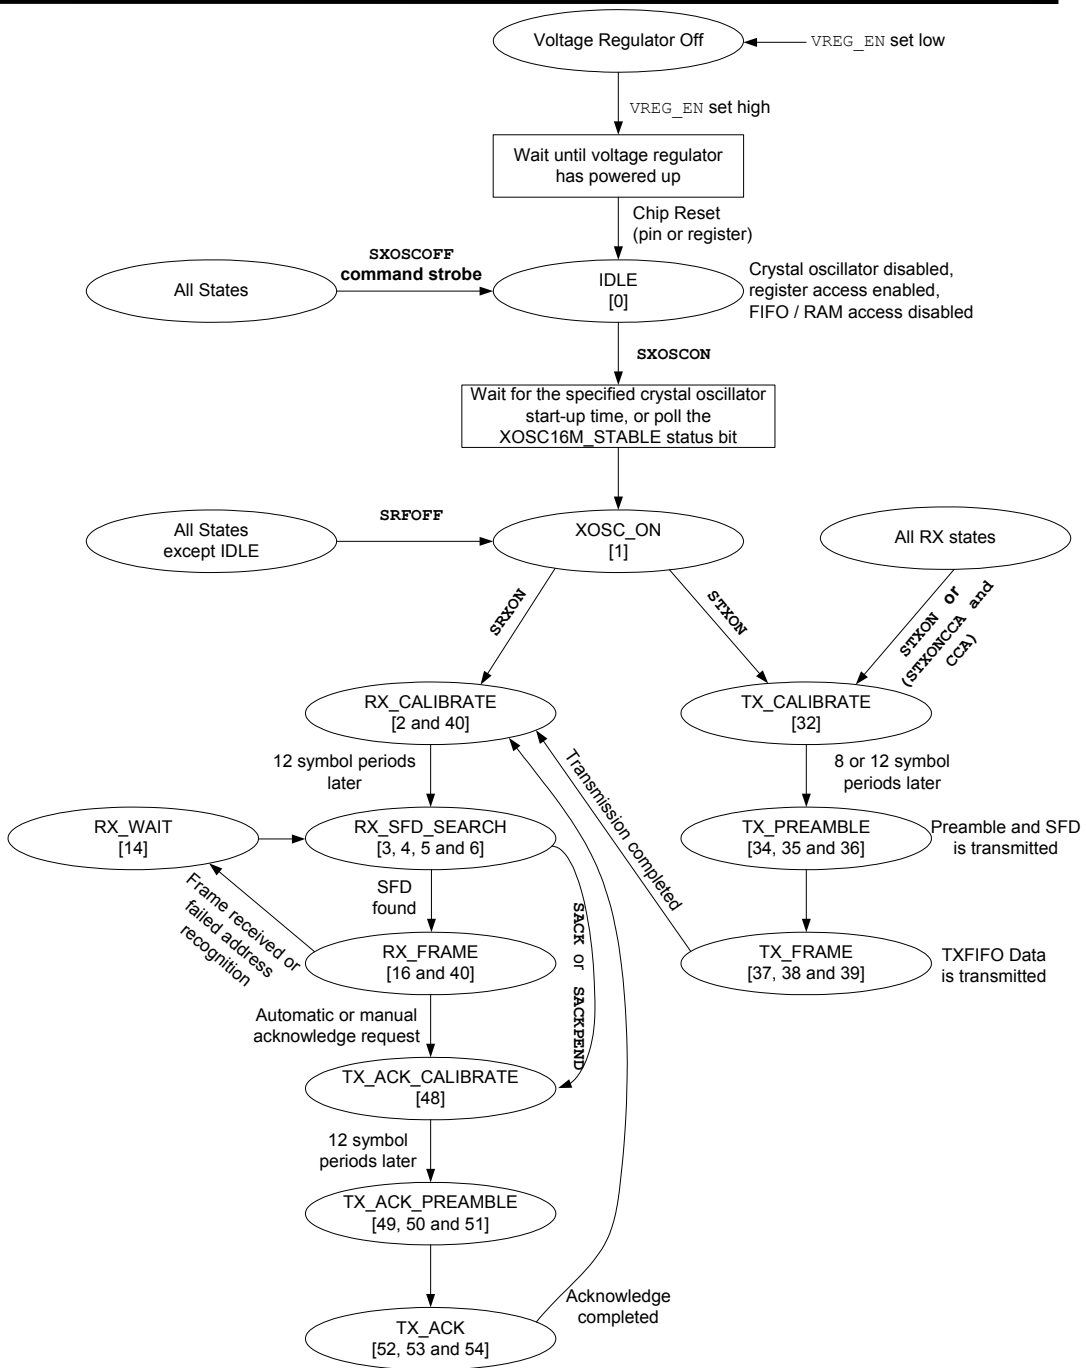 Voltage Regulator Off
VREG_EN set low
VREG_EN set high
Wait until voltage regulator
has powered up
Chip Reset
(pin or register)
SXOSCOFF
command strobe
All States
IDLE
[0]
Crystal oscillator disabled,
register access enabled,
FIFO / RAM access disabled
SXOSCON
Wait for the specified crystal oscillator
start-up time, or poll the
XOSC16M_STABLE status bit
All States
except IDLE
SRFOFF
XOSC_ON
[1]
All RX states
SRXON
STXON
STXON or
(STXONCCA and
CCA)
RX_CALIBRATE
[2 and 40]
TX_CALIBRATE
[32]
12 symbol periods
later
Transmission completed
8 or 12 symbol
periods later
RX_WAIT
[14]
RX_SFD_SEARCH
[3, 4, 5 and 6]
TX_PREAMBLE
[34, 35 and 36]
Preamble and SFD
is transmitted
Frame received or
failed address
recognition
SFD
found
SACK or SACKPEND
RX_FRAME
[16 and 40]
TX_FRAME
[37, 38 and 39]
TXFIFO Data
is transmitted
Automatic or manual
acknowledge request
TX_ACK_CALIBRATE
[48]
12 symbol
periods later
TX_ACK_PREAMBLE
[49, 50 and 51]
Acknowledge
completed
TX_ACK
[52, 53 and 54]